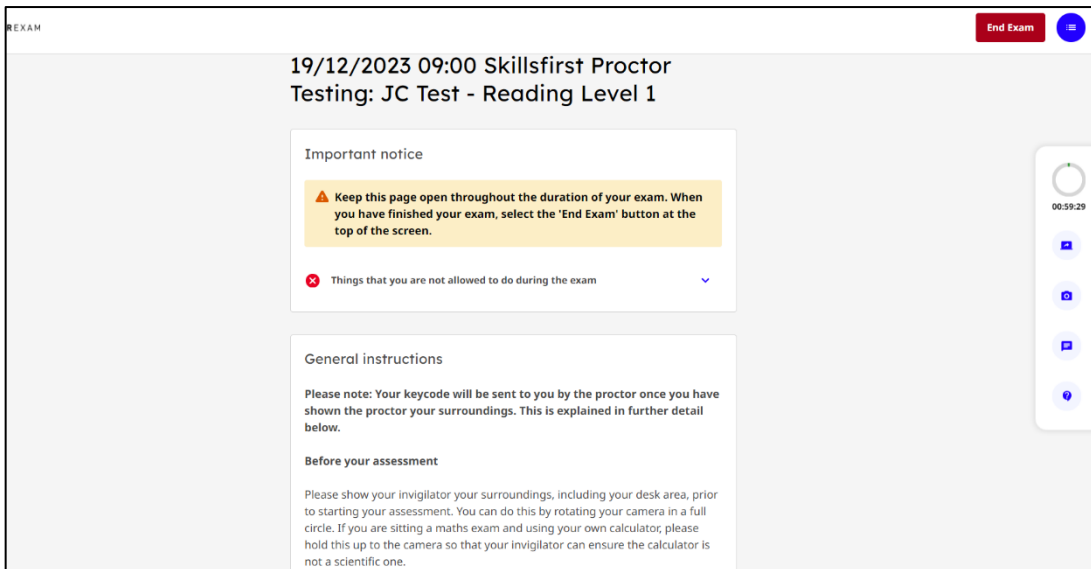 REXAM
End Exam
19/12/2023 09:00 Skillsfirst Proctor
Testing: JC Test - Reading Level 1
Important notice
Keep this page open throughout the duration of your exam. When
you have finished your exam, select the 'End Exam' button at the
top of the screen.
Things that you are not allowed to do during the exam
00:59:29
General instructions
Please note: Your keycode will be sent to you by the proctor once you have
shown the proctor your surroundings. This is explained in further detail
below.
Before your assessment
Please show your invigilator your surroundings, including your desk area, prior
to starting your assessment. You can do this by rotating your camera in a full
circle. If you are sitting a maths exam and using your own calculator, please
hold this up to the camera so that your invigilator can ensure the calculator is
not a scientific one.